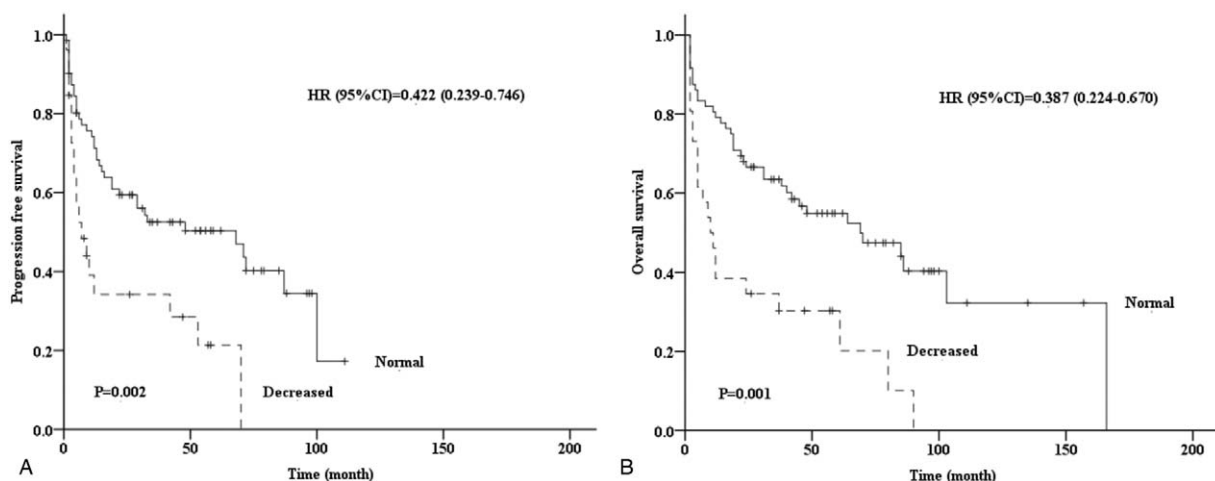 1.0
0.8
0.6
0.4
0.2
0.0
Progression free survival
HR (95%CI)=0.422 (0.239-0.746)
Normal
Decreased
P=0.002
0
50
100
150
200
Time (month)
A
1.0
0.8
0.6
0.4
0.2
0.0
Overall survival
HR (95%CI)=0.387 (0.224-0.670)
Normal
Decreased
P=0.001
0
50
100
150
200
Time (month)
B